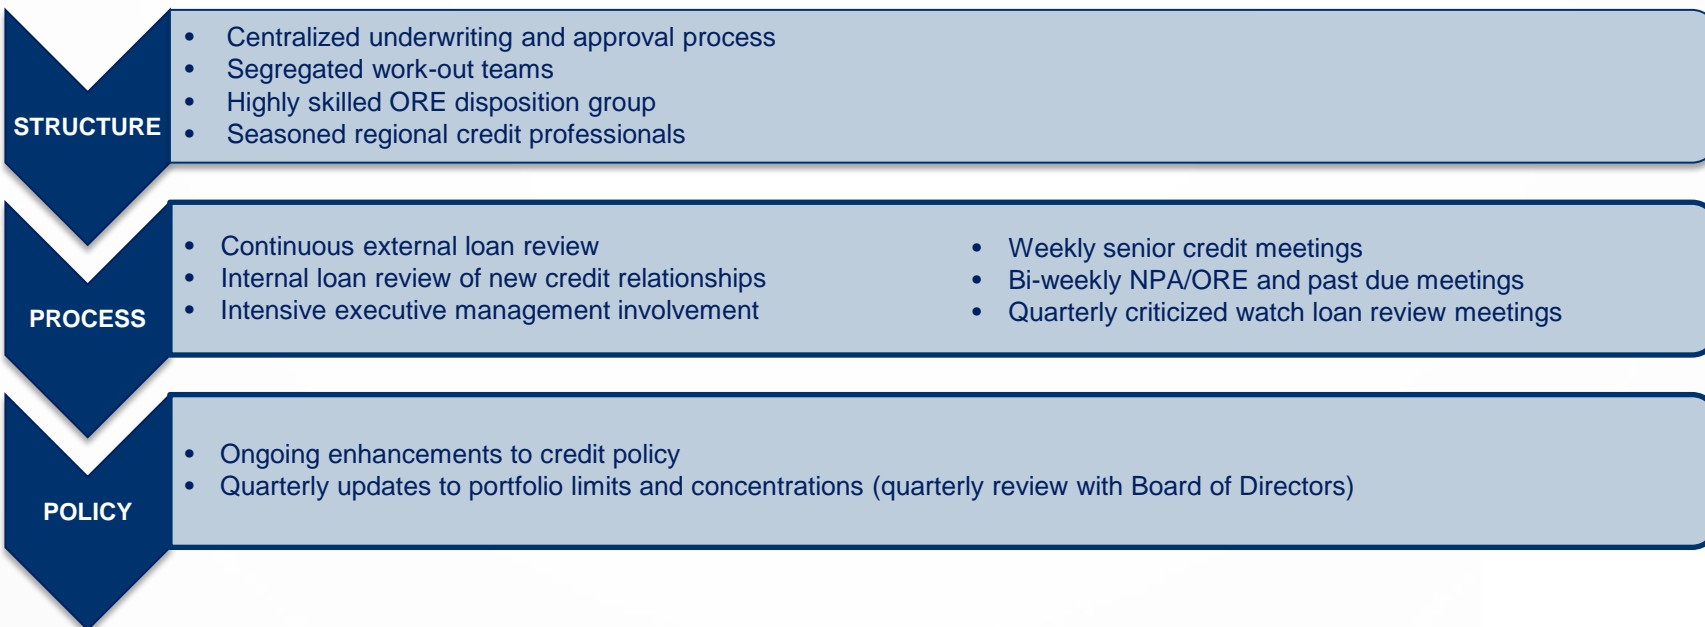 STRUCTURE
• Centralized underwriting and approval process
• Segregated work-out teams
• Highly skilled ORE disposition group
• Seasoned regional credit professionals
PROCESS
• Continuous external loan review
• Internal loan review of new credit relationships
• Intensive executive management involvement
• Weekly senior credit meetings
• Bi-weekly NPA/ORE and past due meetings
• Quarterly criticized watch loan review meetings
POLICY
• Ongoing enhancements to credit policy
• Quarterly updates to portfolio limits and concentrations (quarterly review with Board of Directors)